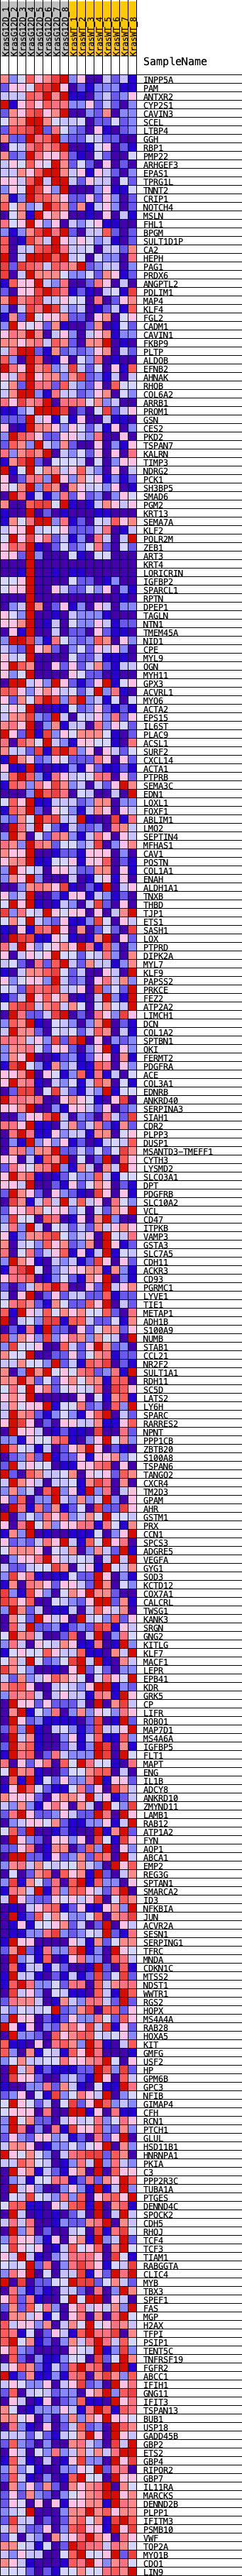 KrasG12D_1
KrasG12D_2
KrasG12D_3
KrasG12D_4
KrasG12D_5
KrasG12D_6
KrasG12D_7
KrasG12D_8
KrasWT_1
KrasWT_2
KrasWT_3
KrasWT_4
KrasWT_5
KrasWT_6
KrasWT_7
KrasWT_8
SampleName
INPP5A
PAM
ANTXR2
CYP2S1
CAVIN3
SCEL
LTBP4
GGH
RBP1
PMP22
ARHGEF3
EPAS1
TPRG1L
TNNT2
CRIP1
NOTCH4
MSLN
FHL1
BPGM
SULT1D1P
CA2
HEPH
PAG1
PRDX6
ANGPTL2
PDLIM1
MAP4
KLF4
FGL2
CADM1
CAVIN1
FKBP9
PLTP
ALDOB
EFNB2
AHNAK
RHOB
COL6A2
ARRB1
PROM1
GSN
CES2
PKD2
TSPAN7
KALRN
TIMP3
NDRG2
PCK1
SH3BP5
SMAD6
PGM2
KRT13
SEMA7A
KLF2
POLR2M
ZEB1
ART3
KRT4
LORICRIN
IGFBP2
SPARCL1
RPTN
DPEP1
TAGLN
NTN1
TMEM45A
NID1
CPE
MYL9
OGN
MYH11
GPX3
ACVRL1
MYO6
ACTA2
EPS15
IL6ST
PLAC9
ACSL1
SURF2
CXCL14
ACTA1
PTPRB
SEMA3C
EDN1
LOXL1
FOXF1
ABLIM1
LMO2
SEPTIN4
MFHAS1
CAV1
POSTN
COL1A1
ENAH
ALDH1A1
TNXB
THBD
TJP1
ETS1
SASH1
LOX
PTPRD
DIPK2A
MYL7
KLF9
PAPSS2
PRKCE
FEZ2
ATP2A2
LIMCH1
DCN
COL1A2
SPTBN1
QKI
FERMT2
PDGFRA
ACE
COL3A1
EDNRB
ANKRD40
SERPINA3
SIAH1
CDR2
PLPP3
DUSP1
MSANTD3-TMEFF1
CYTH3
LYSMD2
SLCO3A1
DPT
PDGFRB
SLC10A2
VCL
CD47
ITPKB
VAMP3
GSTA3
SLC7A5
CDH11
ACKR3
CD93
PGRMC1
LYVE1
TIE1
METAP1
ADH1B
S100A9
NUMB
STAB1
CCL21
NR2F2
SULT1A1
RDH11
SC5D
LATS2
LY6H
SPARC
RARRES2
NPNT
PPP1CB
ZBTB20
S100A8
TSPAN6
TANGO2
CXCR4
TM2D3
GPAM
AHR
GSTM1
PRX
CCN1
SPCS3
ADGRE5
VEGFA
GYG1
SOD3
KCTD12
COX7A1
CALCRL
TWSG1
KANK3
SRGN
GNG2
KITLG
KLF7
MACF1
LEPR
EPB41
KDR
GRK5
CP
LIFR
ROBO1
MAP7D1
MS4A6A
IGFBP5
FLT1
MAPT
ENG
IL1B
ADCY8
ANKRD10
ZMYND11
LAMB1
RAB12
ATP1A2
FYN
AQP1
ABCA1
EMP2
REG3G
SPTAN1
SMARCA2
ID3
NFKBIA
JUN
ACVR2A
SESN1
SERPING1
TFRC
MNDA
CDKN1C
MTSS2
NDST1
WWTR1
RGS2
HOPX
MS4A4A
RAB28
HOXA5
KIT
GMFG
USF2
HP
GPM6B
GPC3
NFIB
GIMAP4
CFH
RCN1
PTCH1
GLUL
HSD11B1
HNRNPA1
PKIA
C3
PPP2R3C
TUBA1A
PTGES
DENND4C
SPOCK2
CDH5
RHOJ
TCF4
TCF3
TIAM1
RABGGTA
CLIC4
MYB
TBX3
SPEF1
FAS
MGP
H2AX
TFPI
PSIP1
TENT5C
TNFRSF19
FGFR2
ABCC1
IFIH1
GNG11
IFIT3
TSPAN13
BUB1
USP18
GADD45B
GBP2
ETS2
GBP4
RIPOR2
GBP7
IL11RA
MARCKS
DENND2B
PLPP1
IFITM3
PSMB10
VWF
TOP2A
MYO1B
CDO1
LIN9